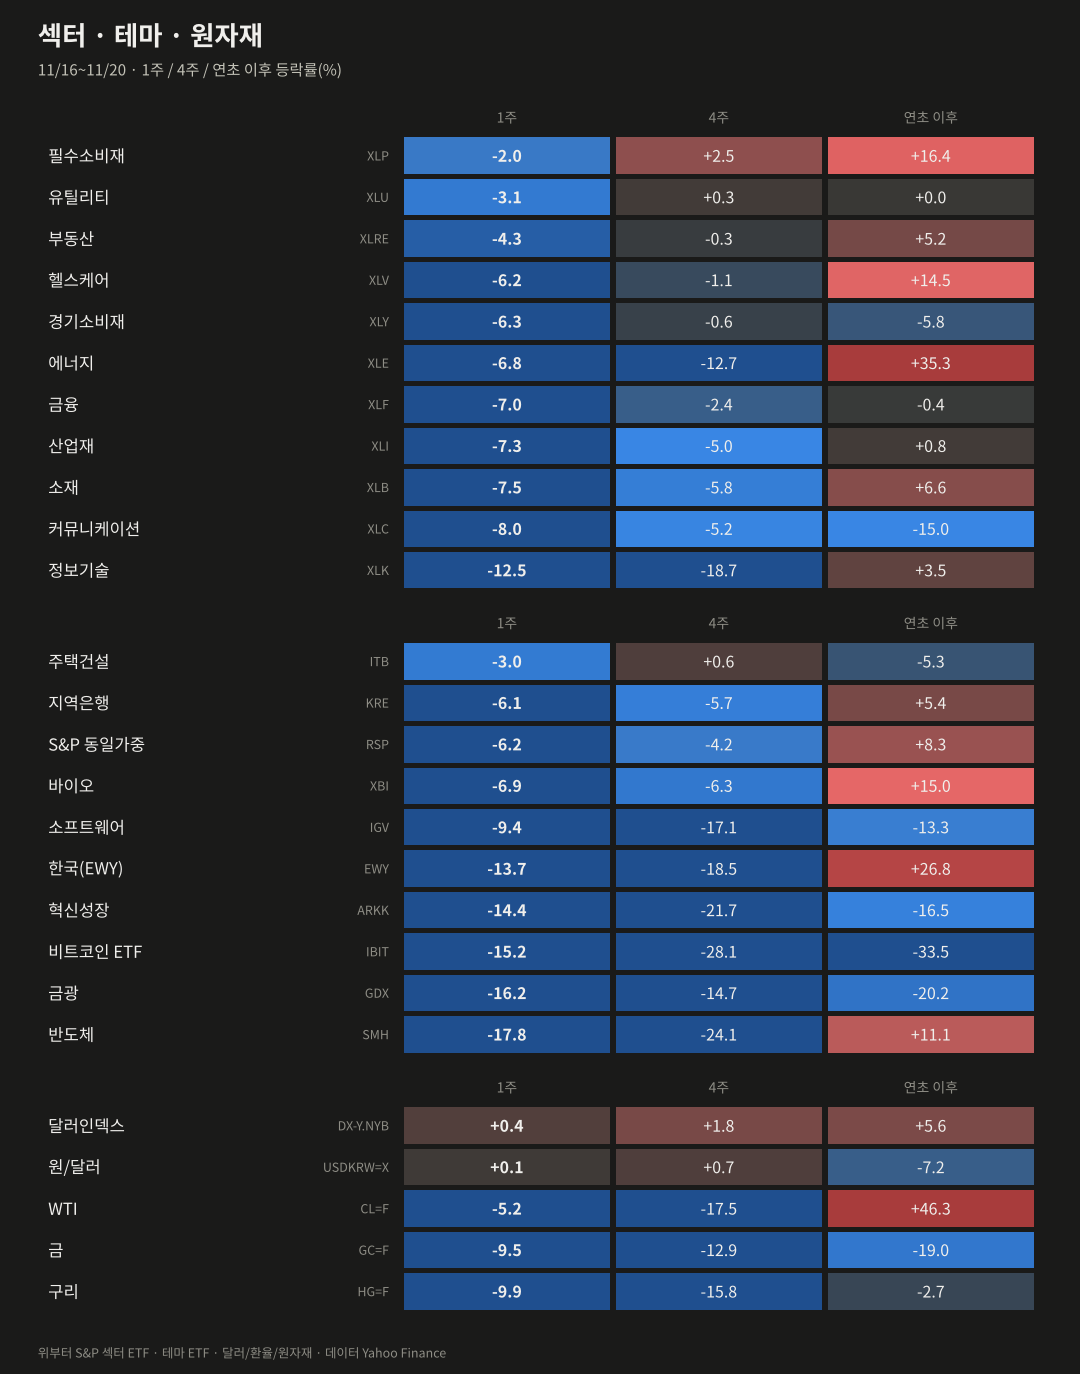 섹터 · 테마 · 원자재
11/16~11/20 · 1주 / 4주 / 연초 이후 등락률(%)
1주 4주 연초 이후
필수소비재 XLP -2.0 +2.5 +16.4
유틸리티 XLU -3.1 +0.3 +0.0
부동산 XLRE -4.3 -0.3 +5.2
헬스케어 XLV -6.2 -1.1 +14.5
경기소비재 XLY -6.3 -0.6 -5.8
에너지 XLE -6.8 -12.7 +35.3
금융 XLF -7.0 -2.4 -0.4
산업재 XLI -7.3 -5.0 +0.8
소재 XLB -7.5 -5.8 +6.6
커뮤니케이션 XLC -8.0 -5.2 -15.0
정보기술 XLK -12.5 -18.7 +3.5
1주 4주 연초 이후
주택건설 ITB -3.0 +0.6 -5.3
지역은행 KRE -6.1 -5.7 +5.4
S&P 동일가중 RSP -6.2 -4.2 +8.3
바이오 XBI -6.9 -6.3 +15.0
소프트웨어 IGV -9.4 -17.1 -13.3
한국(EWY) EWY -13.7 -18.5 +26.8
혁신성장 ARKK -14.4 -21.7 -16.5
비트코인 ETF IBIT -15.2 -28.1 -33.5
금광 GDX -16.2 -14.7 -20.2
반도체 SMH -17.8 -24.1 +11.1
1주 4주 연초 이후
달러인덱스 DX-Y.NYB +0.4 +1.8 +5.6
원/달러 USDKRW=X +0.1 +0.7 -7.2
WTI CL=F -5.2 -17.5 +46.3
금 GC=F -9.5 -12.9 -19.0
구리 HG=F -9.9 -15.8 -2.7
위부터 S&P 섹터 ETF · 테마 ETF · 달러/환율/원자재 · 데이터 Yahoo Finance